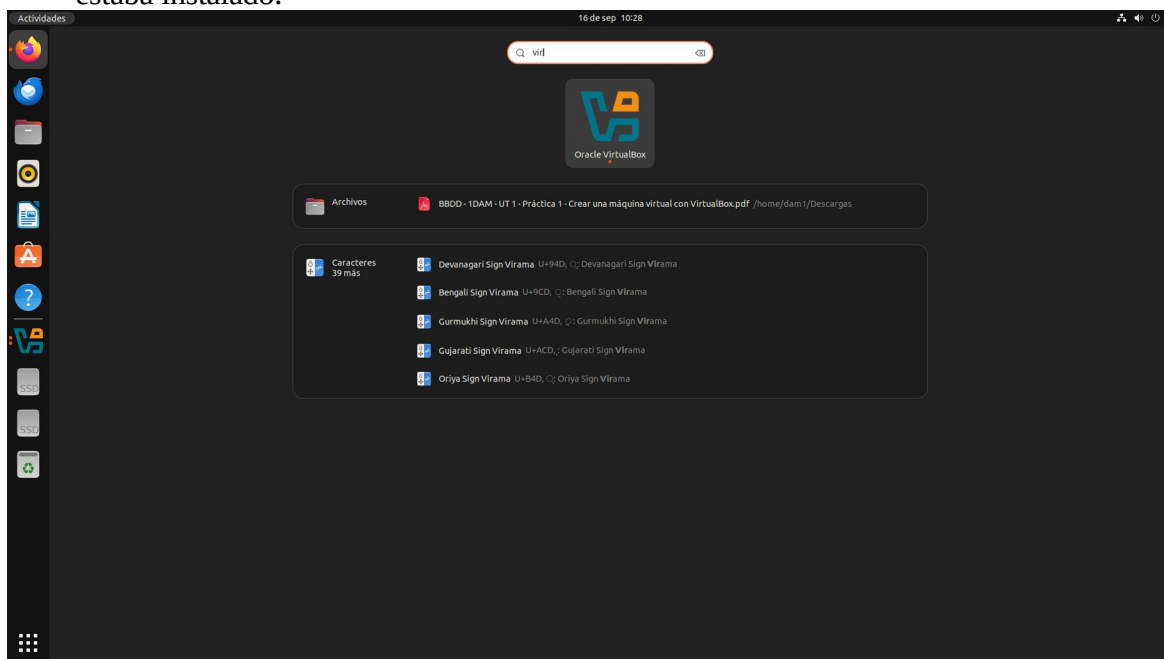 estaba instalado.
Actividades
16 de sep 10:28
vir
Oracle VirtualBox
Archivos
BBDD - 1DAM - UT 1 - Práctica 1 - Crear una máquina virtual con VirtualBox.pdf /home/dam1/Descargas
Caracteres
39 más
Devanagari Sign Virama U+94D, ्: Devanagari Sign Virama
Bengali Sign Virama U+9CD, ্: Bengali Sign Virama
Gurmukhi Sign Virama U+A4D, ੍: Gurmukhi Sign Virama
Gujarati Sign Virama U+ACD, ્: Gujarati Sign Virama
Oriya Sign Virama U+B4D, ୍: Oriya Sign Virama
SSD
SSD